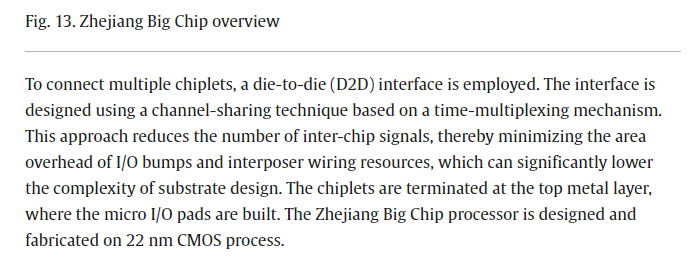 Fig. 13. Zhejiang Big Chip overview
To connect multiple chiplets, a die-to-die (D2D) interface is employed. The interface is
designed using a channel-sharing technique based on a time-multiplexing mechanism.
This approach reduces the number of inter-chip signals, thereby minimizing the area
overhead of I/O bumps and interposer wiring resources, which can significantly lower
the complexity of substrate design. The chiplets are terminated at the top metal layer,
where the micro I/O pads are built. The Zhejiang Big Chip processor is designed and
fabricated on 22 nm CMOS process.